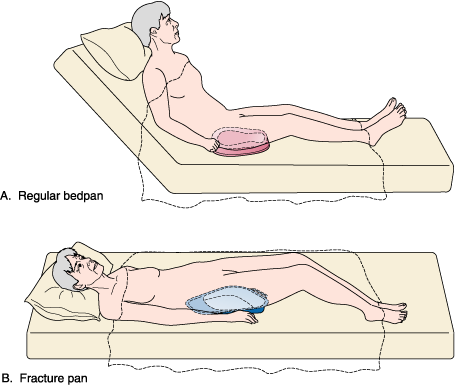 A. Regular bedpan
B. Fracture pan